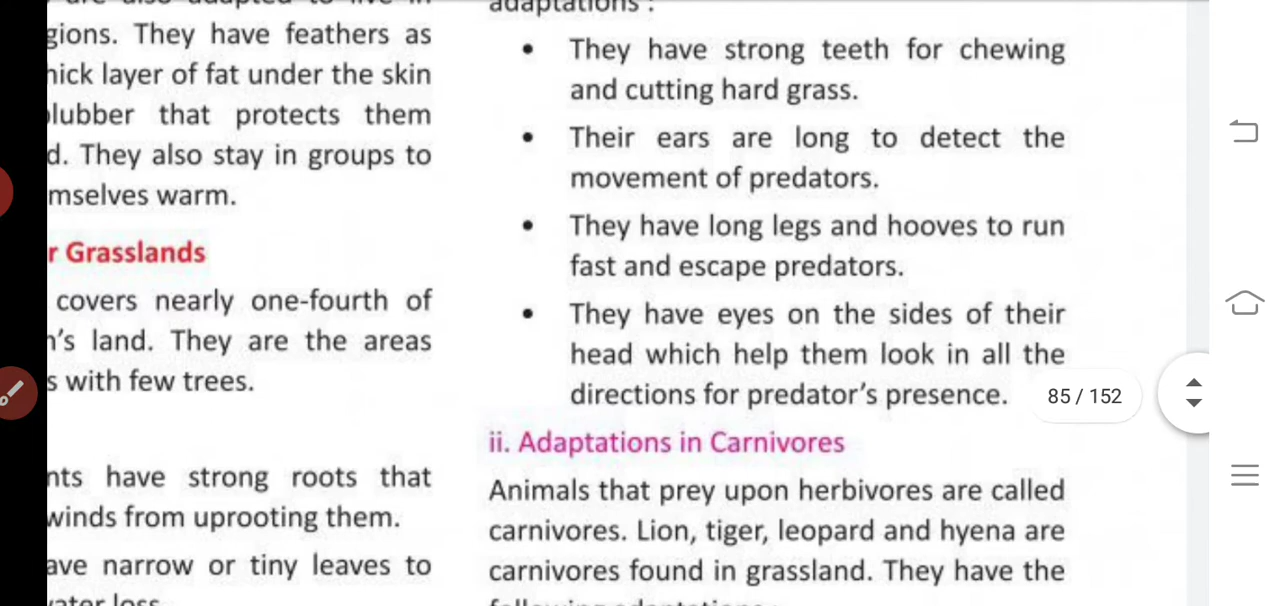 gions. They have feathers as
hick layer of fat under the skin
lubber that protects them
d. They also stay in groups to
mselves warm.
r Grasslands
covers nearly one-fourth of
's land. They are the areas
s with few trees.
nts have strong roots that
winds from uprooting them.
ave narrow or tiny leaves to
adaptations :
• They have strong teeth for chewing
and cutting hard grass.
• Their ears are long to detect the
movement of predators.
• They have long legs and hooves to run
fast and escape predators.
• They have eyes on the sides of their
head which help them look in all the
directions for predator's presence.
ii. Adaptations in Carnivores
Animals that prey upon herbivores are called
carnivores. Lion, tiger, leopard and hyena are
carnivores found in grassland. They have the
85 / 152